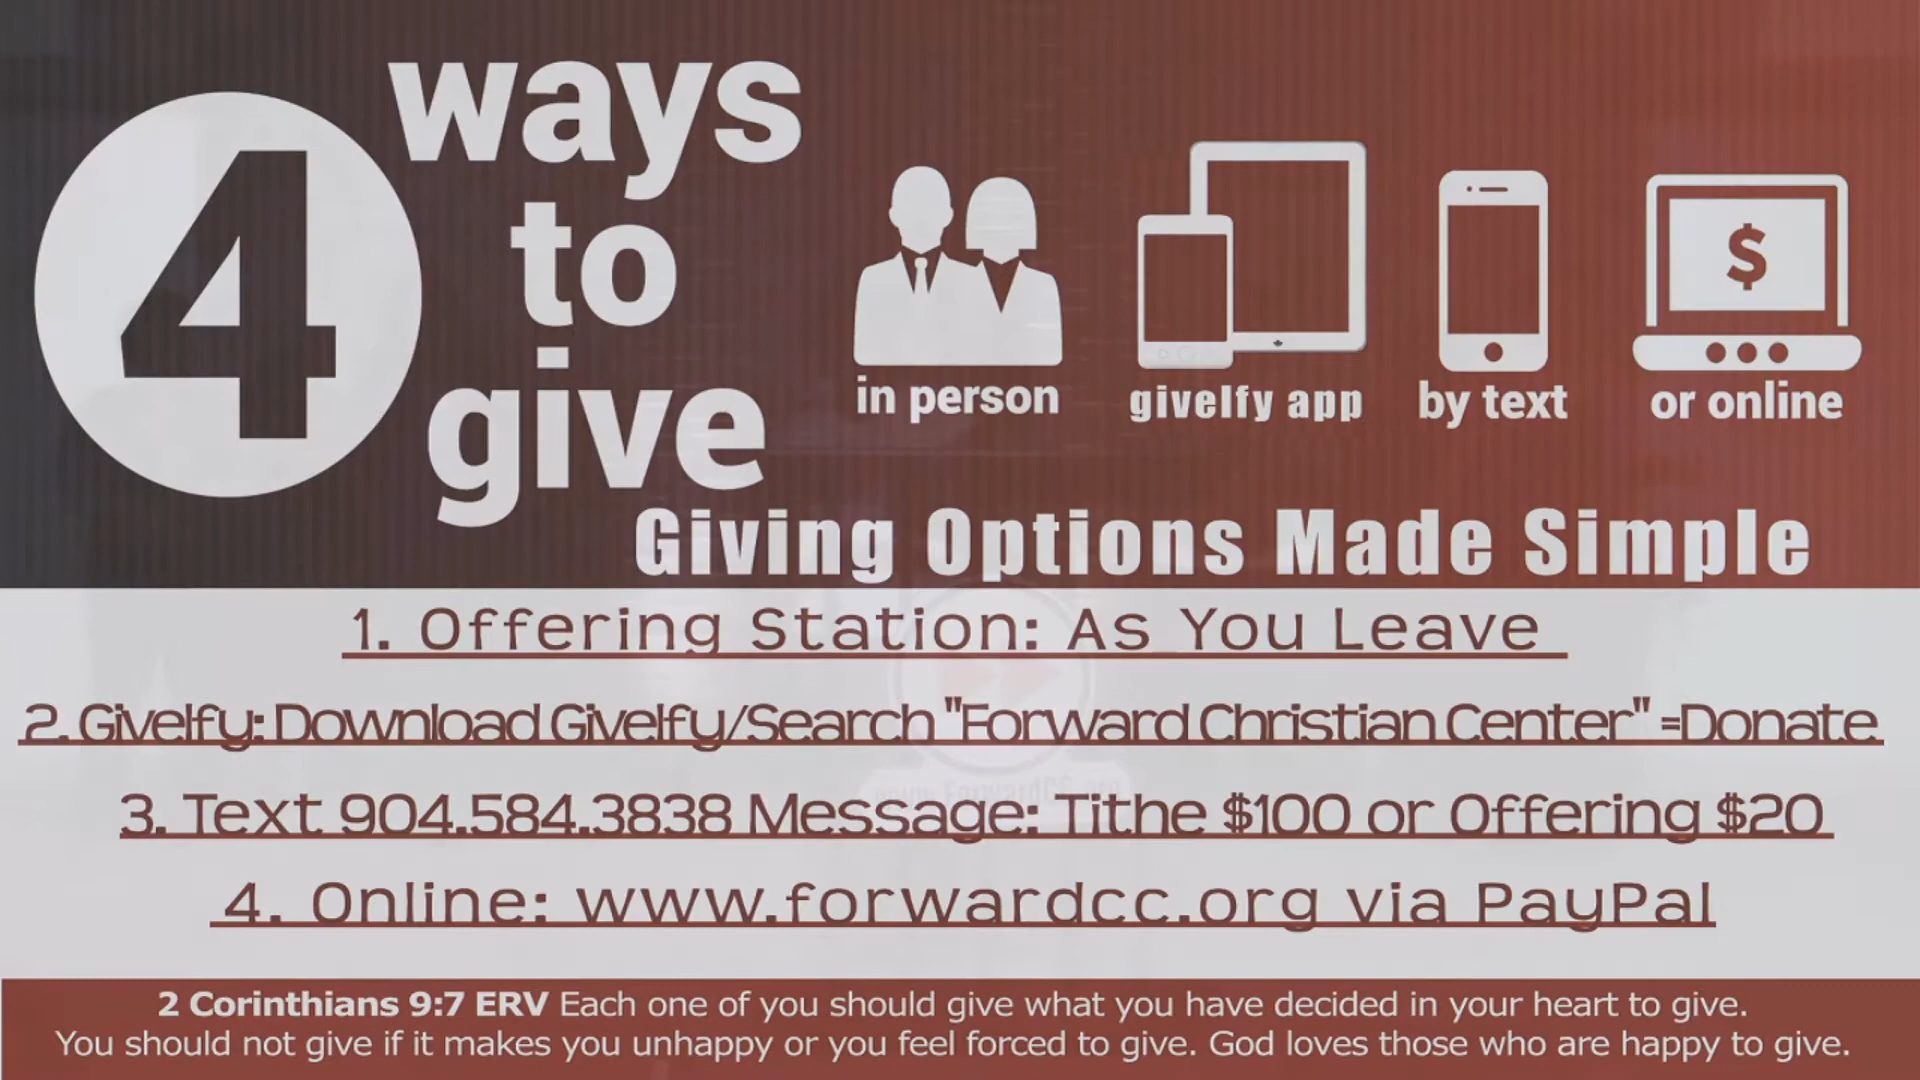 4
ways
to
give
in person
givelfy app
by text
$
or online
Giving Options Made Simple
1. Offering Station: As You Leave
2. Givelfy: Download Givelfy/Search "Forward Christian Center" =Donate
3. Text 904.584.3838 Message: Tithe $100 or Offering $20
4. Online: www.forwardcc.org via PayPal
2 Corinthians 9:7 ERV Each one of you should give what you have decided in your heart to give.
You should not give if it makes you unhappy or you feel forced to give. God loves those who are happy to give.